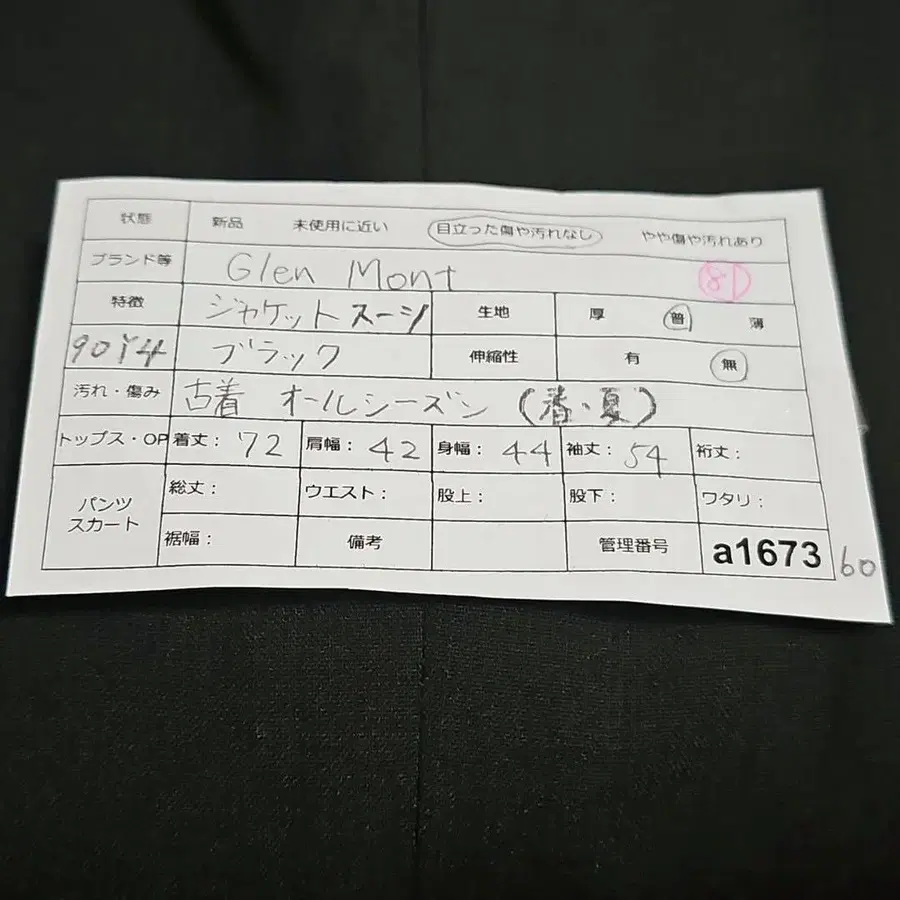 状態 新品 未使用に近い 目立った傷や汚れなし やや傷や汚れあり
ブランド等 Glen Mont 81
特徴 ジャケットスーツ 生地 厚 普 薄
90Y4 ブラック 伸縮性 有 無
汚れ・傷み 古着 オールシーズン (春・夏)
トップス・OP 着丈: 72 肩幅: 42 身幅: 44 袖丈: 54 裄丈:
パンツ スカート 総丈: ウエスト: 股上: 股下: ワタリ:
裾幅: 備考 管理番号 a1673 60